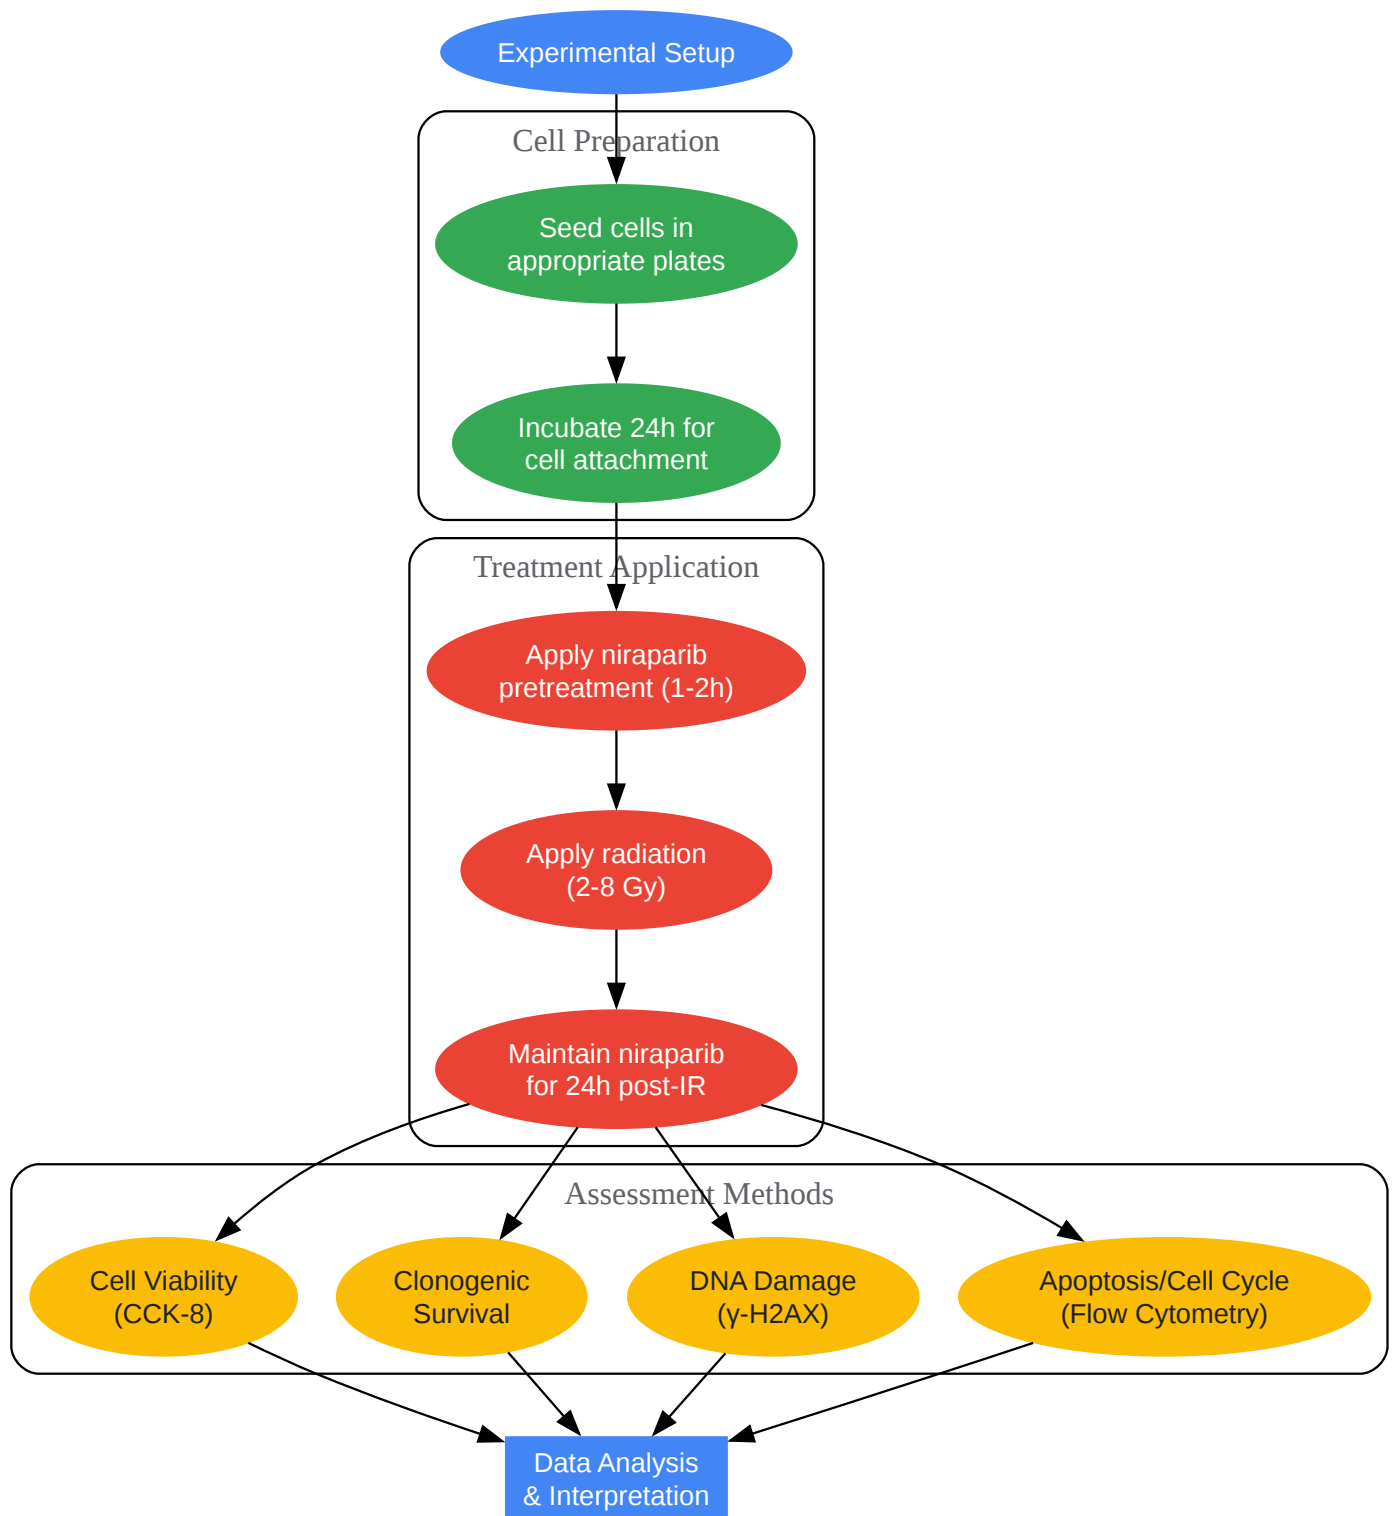 Experimental Setup
Cell Preparation
Seed cells in
appropriate plates
Incubate 24h for
cell attachment
Treatment Application
Apply niraparib
pretreatment (1-2h)
Apply radiation
(2-8 Gy)
Maintain niraparib
for 24h post-IR
Assessment Methods
Cell Viability
(CCK-8)
Clonogenic
Survival
DNA Damage
(γ-H2AX)
Apoptosis/Cell Cycle
(Flow Cytometry)
Data Analysis
& Interpretation